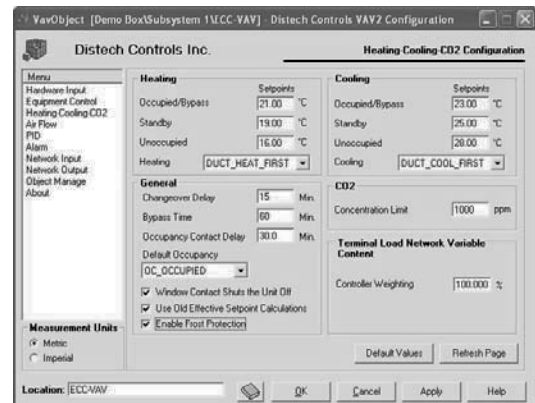 VavObject [Demo Box\Subsystem 1\ECC-VAV] - Distech Controls VAV2 Configuration
Distech Controls Inc.
Heating-Cooling-CO2 Configuration
Menu
Hardware Input
Equipment Control
Heating-Cooling-CO2
Air Flow
PID
Alarm
Network Input
Network Output
Object Manage
About
Measurement Units
Metric
Imperial
Heating
Setpoints
Occupied/Bypass 21.00 °C
Standby 19.00 °C
Unoccupied 16.00 °C
Heating DUCT_HEAT_FIRST
General
Changeover Delay 15 Min.
Bypass Time 60 Min.
Occupancy Contact Delay 30.0 Min.
Default Occupancy
OC_OCCUPIED
Window Contact Shuts the Unit Off
Use Old Effective Setpoint Calculations
Enable Frost Protection
Cooling
Setpoints
Occupied/Bypass 23.00 °C
Standby 25.00 °C
Unoccupied 28.00 °C
Cooling DUCT_COOL_FIRST
CO2
Concentration Limit 1000 ppm
Terminal Load Network Variable
Content
Controller Weighting 100.000 %
Default Values Refresh Page
Location: ECC-VAV OK Cancel Apply Help